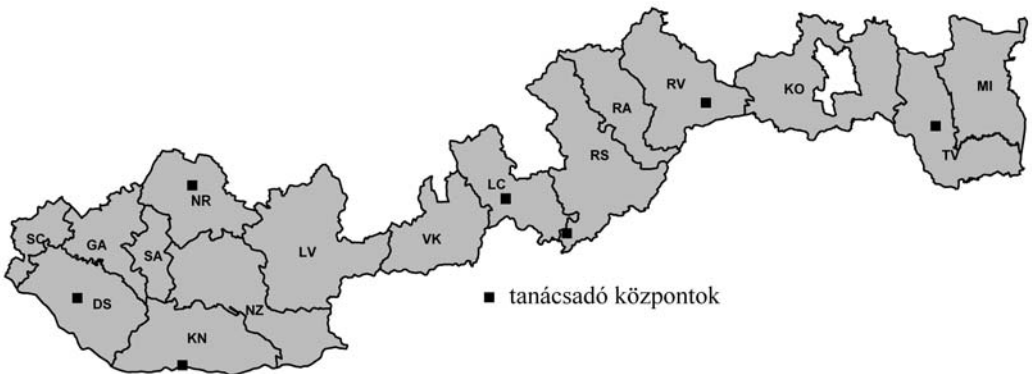 RV
KO
MI
RA
TV
RS
LC
NR
SC
GA
SA
LV
VK
DS
NZ
KN
tanácsadó központok